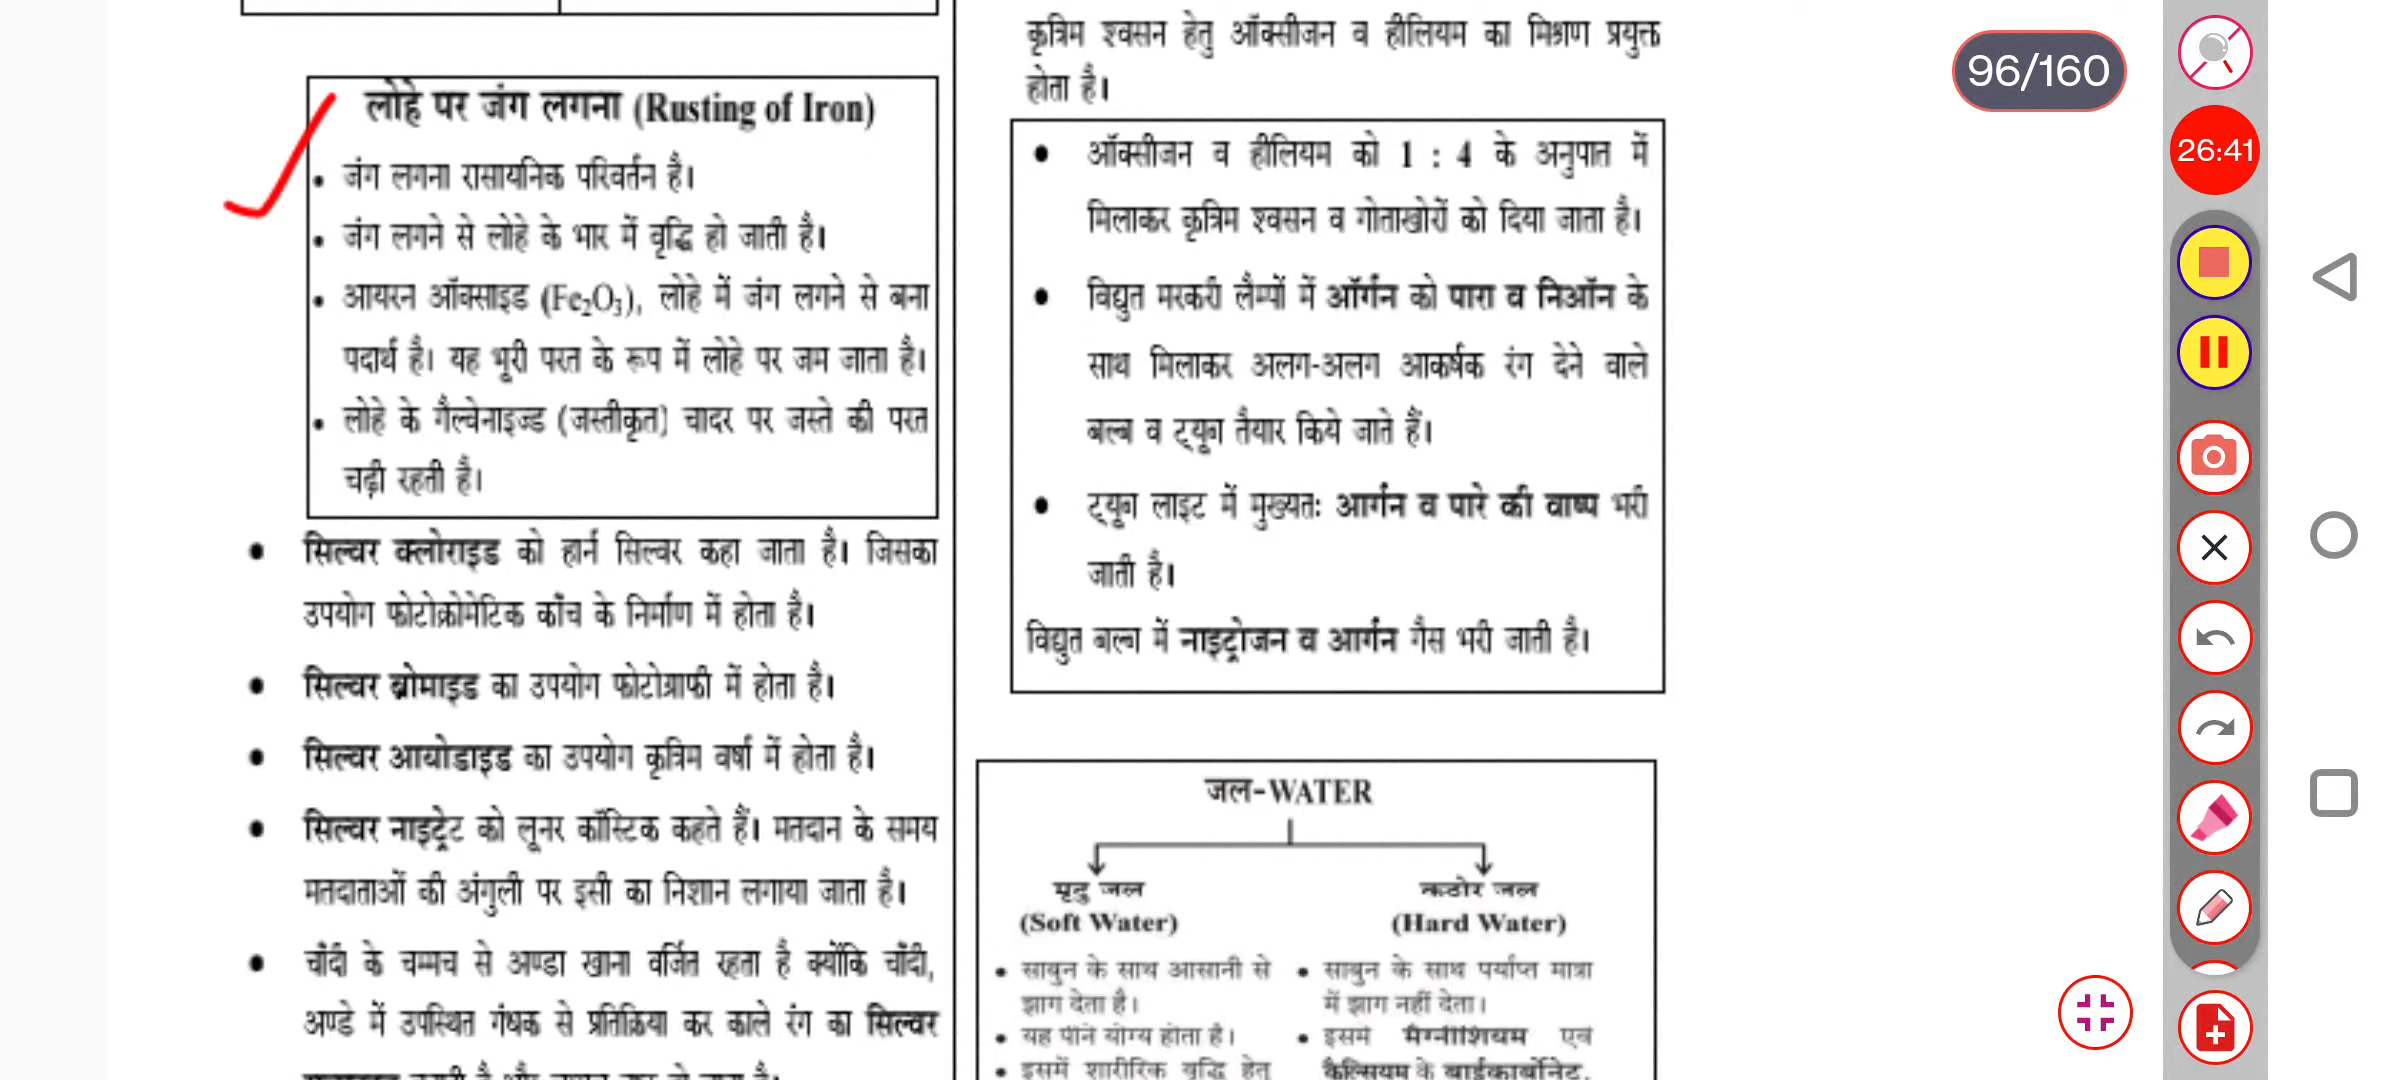 लोहे पर जंग लगना (Rusting of Iron)
• जंग लगना रासायनिक परिवर्तन है।
• जंग लगने से लोहे के भार में वृद्धि हो जाती है।
• आयरन ऑक्साइड (Fe₂O₃), लोहे में जंग लगने से बना
पदार्थ है। यह भूरी परत के रूप में लोहे पर जम जाता है।
• लोहे के गैल्वेनाइज्ड (जस्तीकृत) चादर पर जस्ते की परत
चढ़ी रहती है।
• सिल्वर क्लोराइड को हार्न सिल्वर कहा जाता है। जिसका
उपयोग फोटोक्रोमेटिक काँच के निर्माण में होता है।
• सिल्वर ब्रोमाइड का उपयोग फोटोग्राफी में होता है।
• सिल्वर आयोडाइड का उपयोग कृत्रिम वर्षा में होता है।
• सिल्वर नाइट्रेट को लूनर कॉस्टिक कहते हैं। मतदान के समय
मतदाताओं की अंगुली पर इसी का निशान लगाया जाता है।
• चाँदी के चम्मच से अण्डा खाना वर्जित रहता है क्योंकि चाँदी,
अण्डे में उपस्थित गंधक से प्रतिक्रिया कर काले रंग का सिल्वर
कृत्रिम श्वसन हेतु ऑक्सीजन व हीलियम का मिश्रण प्रयुक्त
होता है।
• ऑक्सीजन व हीलियम को 1 : 4 के अनुपात में
मिलाकर कृत्रिम श्वसन व गोताखोरों को दिया जाता है।
• विद्युत मरकरी लैम्पों में ऑर्गन को पारा व निऑन के
साथ मिलाकर अलग-अलग आकर्षक रंग देने वाले
बल्ब व ट्यूब तैयार किये जाते हैं।
• ट्यूब लाइट में मुख्यतः आर्गन व पारे की वाष्प भरी
जाती है।
विद्युत बल्ब में नाइट्रोजन व आर्गन गैस भरी जाती है।
जल-WATER
मृदु जल
(Soft Water)
• साबुन के साथ आसानी से
झाग देता है।
• यह पीने योग्य होता है।
• इसमें शारीरिक वृद्धि हेतु
कठोर जल
(Hard Water)
• साबुन के साथ पर्याप्त मात्रा
में झाग नहीं देता।
• इसमें मैग्नीशियम एवं
कैल्सियम के बाईकार्बोनेट,
96/160
26:41